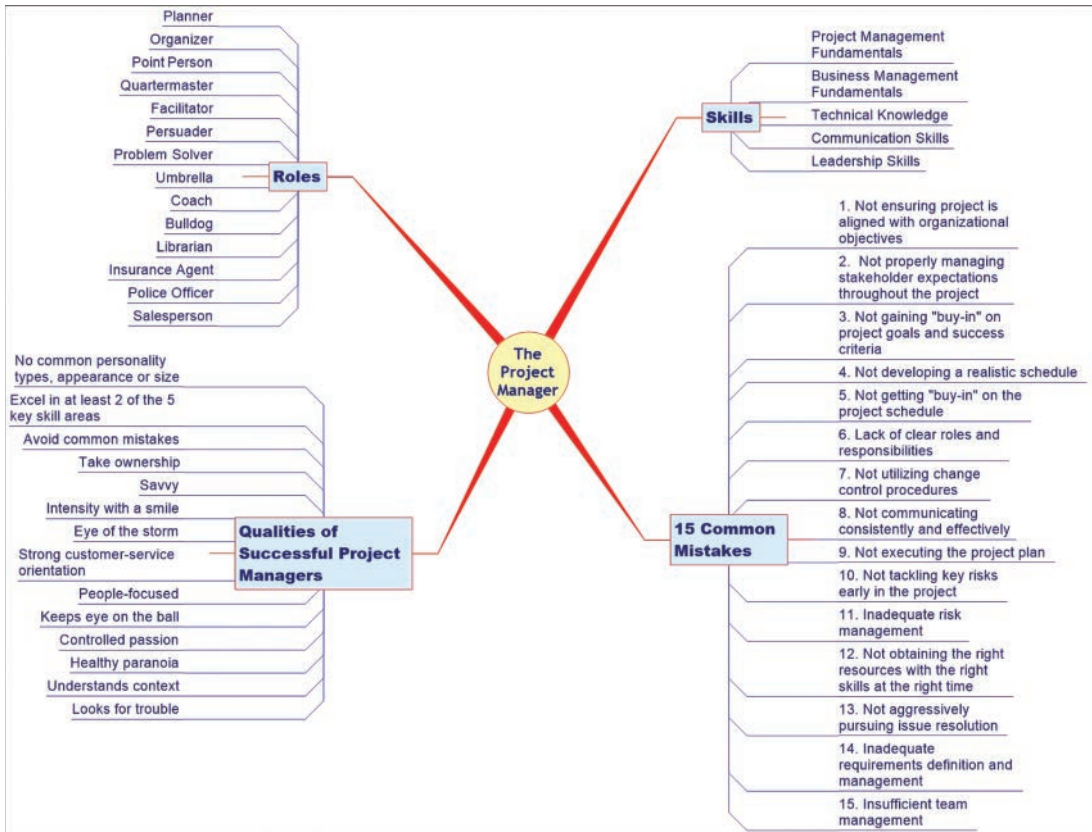 Planner
Organizer
Point Person
Quartermaster
Facilitator
Persuader
Problem Solver
Umbrella
Coach
Bulldog
Librarian
Insurance Agent
Police Officer
Salesperson
Roles
Project Management
Fundamentals
Business Management
Fundamentals
Technical Knowledge
Communication Skills
Leadership Skills
Skills
The
Project
Manager
No common personality
types, appearance or size
Excel in at least 2 of the 5
key skill areas
Avoid common mistakes
Take ownership
Savvy
Intensity with a smile
Eye of the storm
Strong customer-service
orientation
People-focused
Keeps eye on the ball
Controlled passion
Healthy paranoia
Understands context
Looks for trouble
Qualities of
Successful Project
Managers
15 Common
Mistakes
1. Not ensuring project is
aligned with organizational
objectives
2. Not properly managing
stakeholder expectations
throughout the project
3. Not gaining "buy-in" on
project goals and success
criteria
4. Not developing a realistic schedule
5. Not getting "buy-in" on the
project schedule
6. Lack of clear roles and
responsibilities
7. Not utilizing change
control procedures
8. Not communicating
consistently and effectively
9. Not executing the project plan
10. Not tackling key risks
early in the project
11. Inadequate risk
management
12. Not obtaining the right
resources with the right
skills at the right time
13. Not aggressively
pursuing issue resolution
14. Inadequate
requirements definition and
management
15. Insufficient team
management